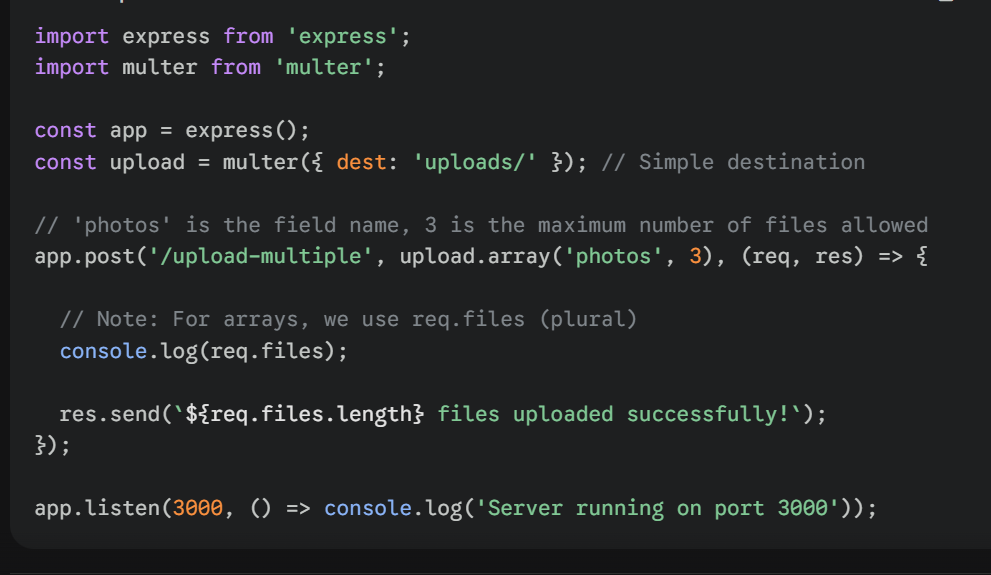 import express from 'express';
import multer from 'multer';
const app = express();
const upload = multer({ dest: 'uploads/' }); // Simple destination
// 'photos' is the field name, 3 is the maximum number of files allowed
app.post('/upload-multiple', upload.array('photos', 3), (req, res) => {
  // Note: For arrays, we use req.files (plural)
  console.log(req.files);
  res.send(`${req.files.length} files uploaded successfully!`);
});
app.listen(3000, () => console.log('Server running on port 3000'));